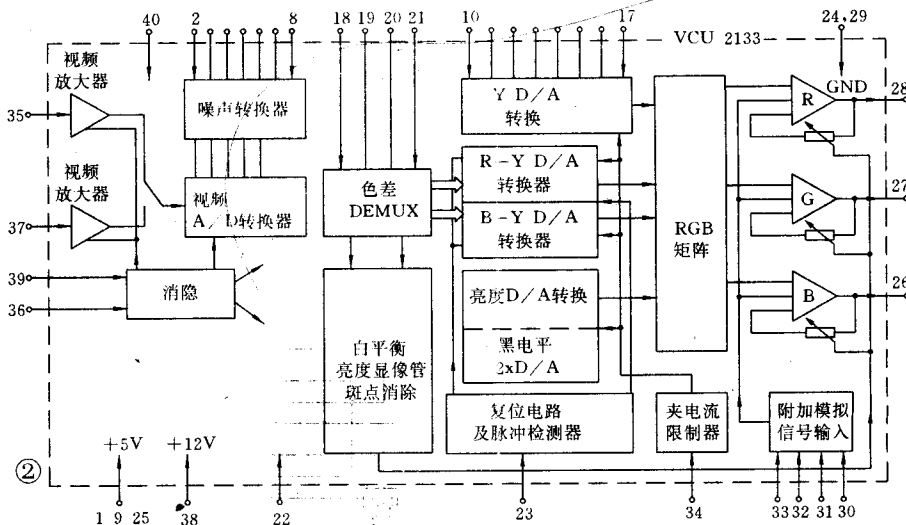 40
2
8
18
19
20
21
10
17
24, 29
VCU 2133
视频
放大器
35
噪声转换器
Y D/A
转换
GND
R
28
视频
放大器
37
视频
A/D转换器
色差
DEMUX
R-Y D/A
转换器
B-Y D/A
转换器
RGB
矩阵
G
27
39
36
消隐
白平衡
亮度显像管
斑点消除
亮度D/A转换
黑电平
2xD/A
B
26
复位电路
及脉冲检测器
夹电流
限制器
附加模拟
信号输入
+5V
+12V
②
1 9 25
38
22
23
34
33
32
31
30